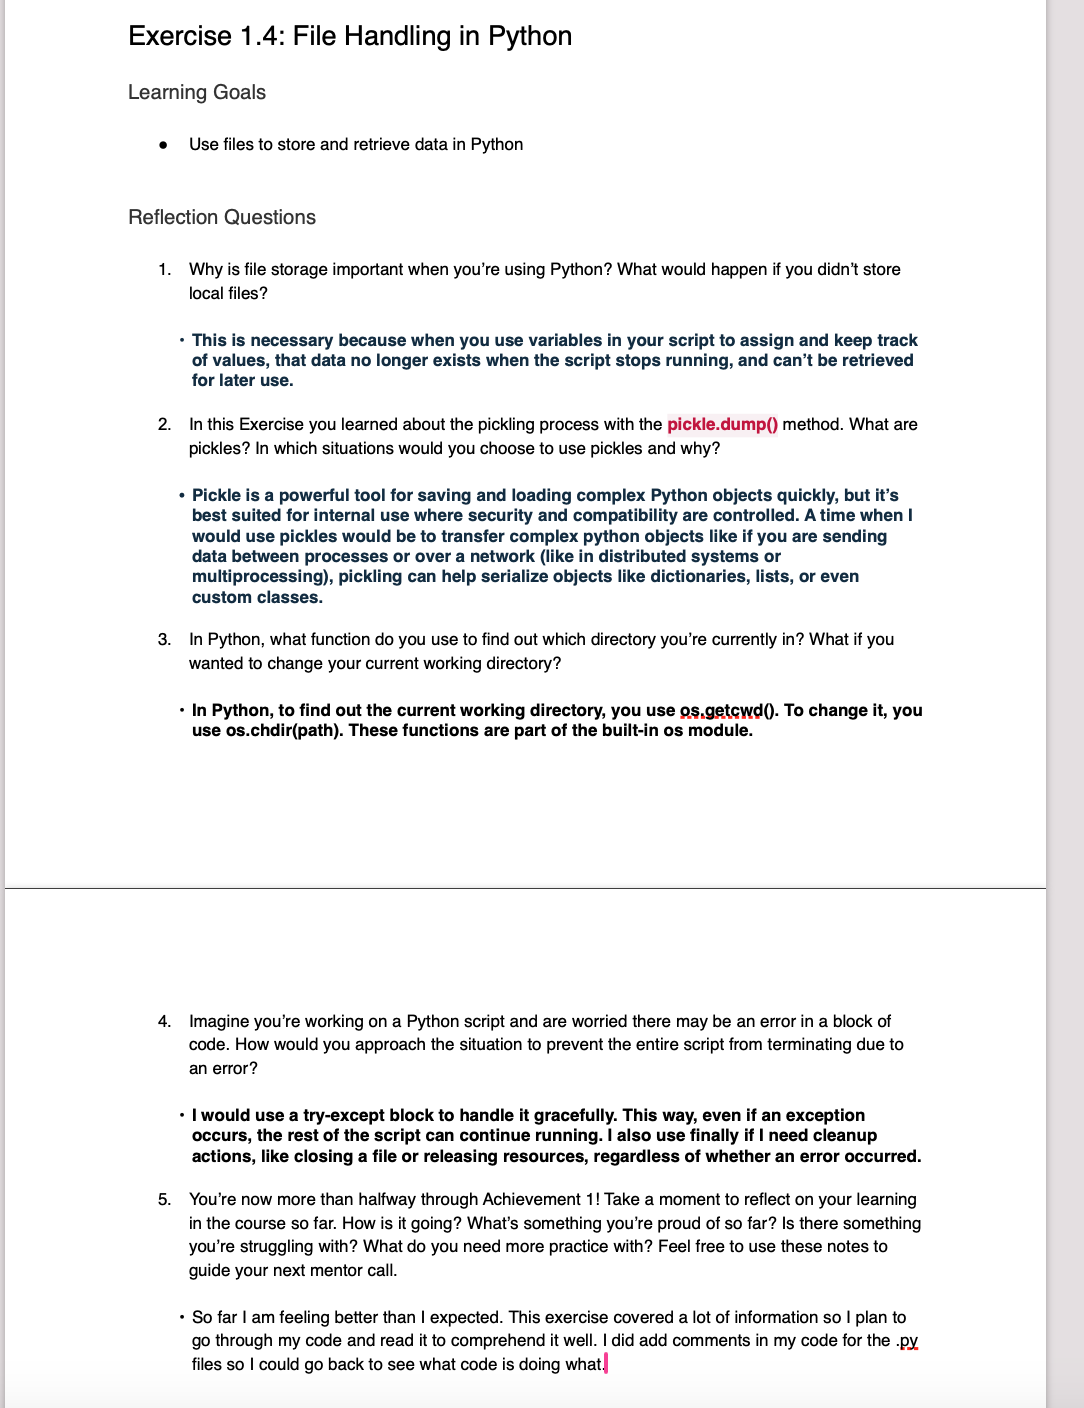 Exercise 1.4: File Handling in Python
Learning Goals
● Use files to store and retrieve data in Python
Reflection Questions
1. Why is file storage important when you’re using Python? What would happen if you didn’t store
local files?
• This is necessary because when you use variables in your script to assign and keep track
of values, that data no longer exists when the script stops running, and can’t be retrieved
for later use.
2. In this Exercise you learned about the pickling process with the pickle.dump() method. What are
pickles? In which situations would you choose to use pickles and why?
• Pickle is a powerful tool for saving and loading complex Python objects quickly, but it’s
best suited for internal use where security and compatibility are controlled. A time when I
would use pickles would be to transfer complex python objects like if you are sending
data between processes or over a network (like in distributed systems or
multiprocessing), pickling can help serialize objects like dictionaries, lists, or even
custom classes.
3. In Python, what function do you use to find out which directory you’re currently in? What if you
wanted to change your current working directory?
• In Python, to find out the current working directory, you use os.getcwd(). To change it, you
use os.chdir(path). These functions are part of the built-in os module.
4. Imagine you’re working on a Python script and are worried there may be an error in a block of
code. How would you approach the situation to prevent the entire script from terminating due to
an error?
• I would use a try-except block to handle it gracefully. This way, even if an exception
occurs, the rest of the script can continue running. I also use finally if I need cleanup
actions, like closing a file or releasing resources, regardless of whether an error occurred.
5. You’re now more than halfway through Achievement 1! Take a moment to reflect on your learning
in the course so far. How is it going? What’s something you’re proud of so far? Is there something
you’re struggling with? What do you need more practice with? Feel free to use these notes to
guide your next mentor call.
• So far I am feeling better than I expected. This exercise covered a lot of information so I plan to
go through my code and read it to comprehend it well. I did add comments in my code for the .py
files so I could go back to see what code is doing what.